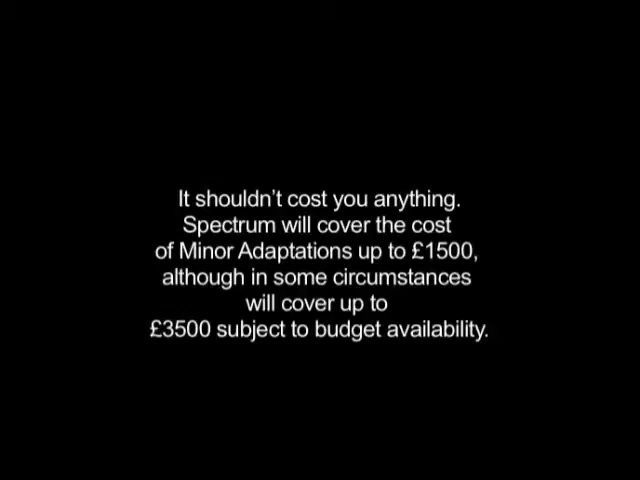 It shouldn't cost you anything.
Spectrum will cover the cost
of Minor Adaptations up to £1500,
although in some circumstances
will cover up to
£3500 subject to budget availability.